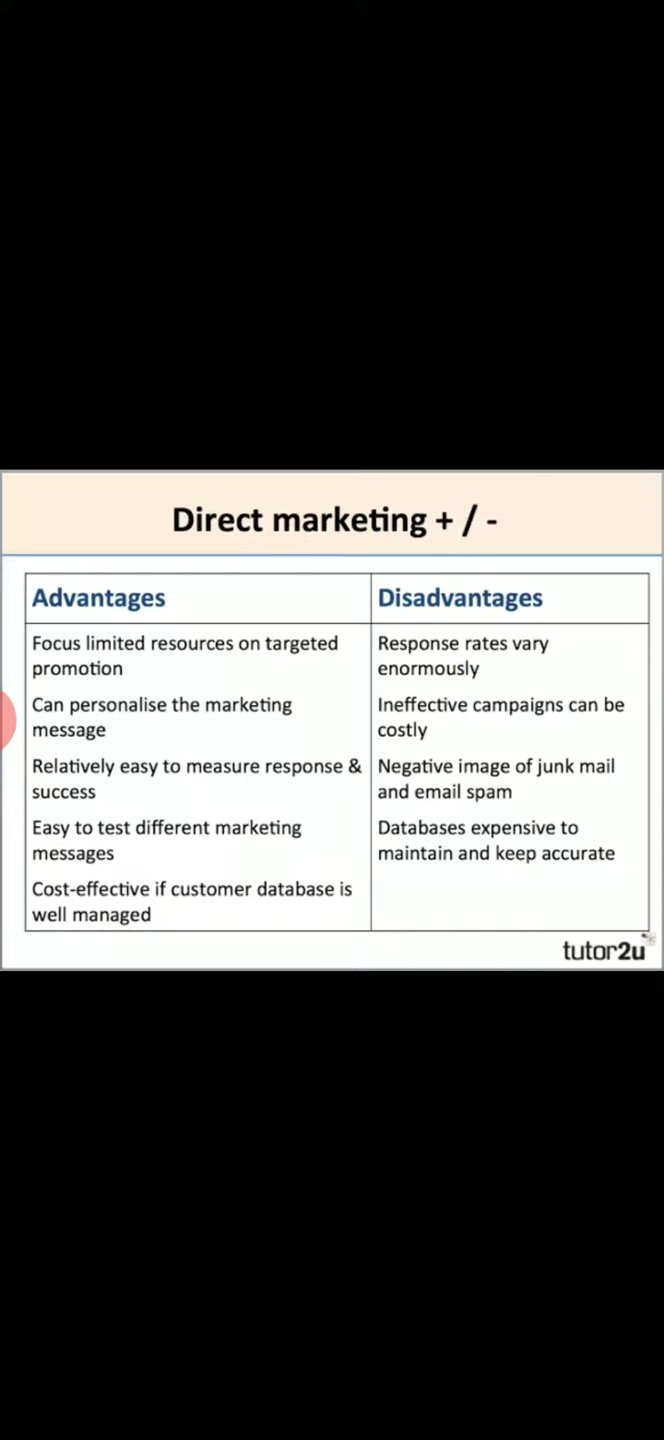 Direct marketing + / -
Advantages
Focus limited resources on targeted
promotion
Can personalise the marketing
message
Relatively easy to measure response &
success
Easy to test different marketing
messages
Cost-effective if customer database is
well managed
Disadvantages
Response rates vary
enormously
Ineffective campaigns can be
costly
Negative image of junk mail
and email spam
Databases expensive to
maintain and keep accurate
tutor2u